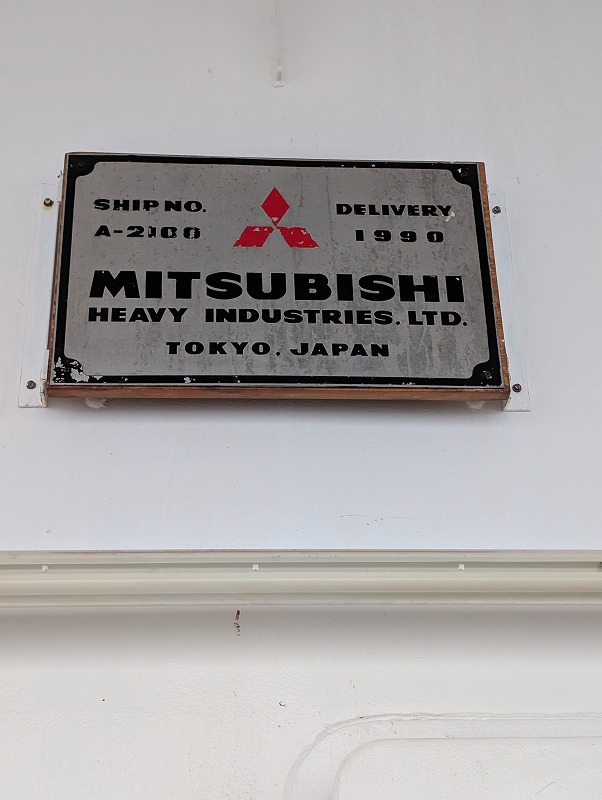 SHIP NO.
A-2100
DELIVERY
1990
MITSUBISHI
HEAVY INDUSTRIES, LTD.
TOKYO, JAPAN